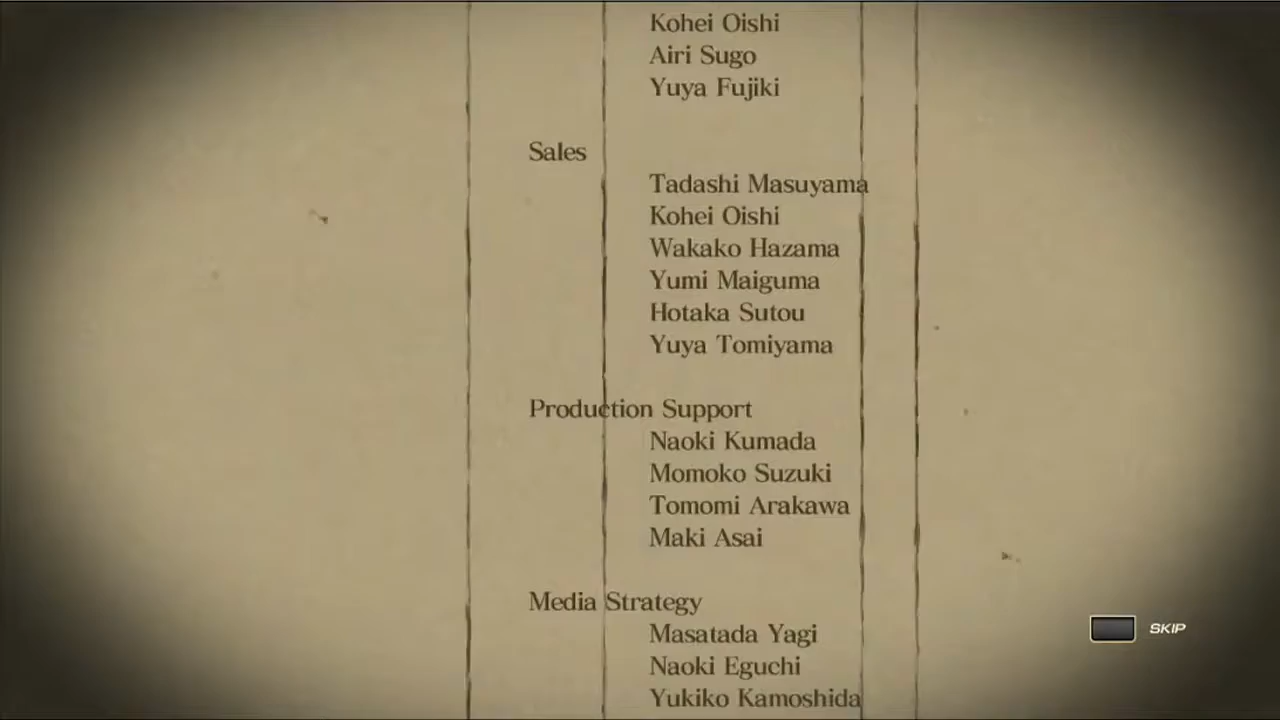 Kohei Oishi
Airi Sugo
Yuya Fujiki
Sales
Tadashi Masuyama
Kohei Oishi
Wakako Hazama
Yumi Maiguma
Hotaka Sutou
Yuya Tomiyama
Production Support
Naoki Kumada
Momoko Suzuki
Tomomi Arakawa
Maki Asai
Media Strategy
Masatada Yagi
SKIP
Naoki Eguchi
Yukiko Kamoshida